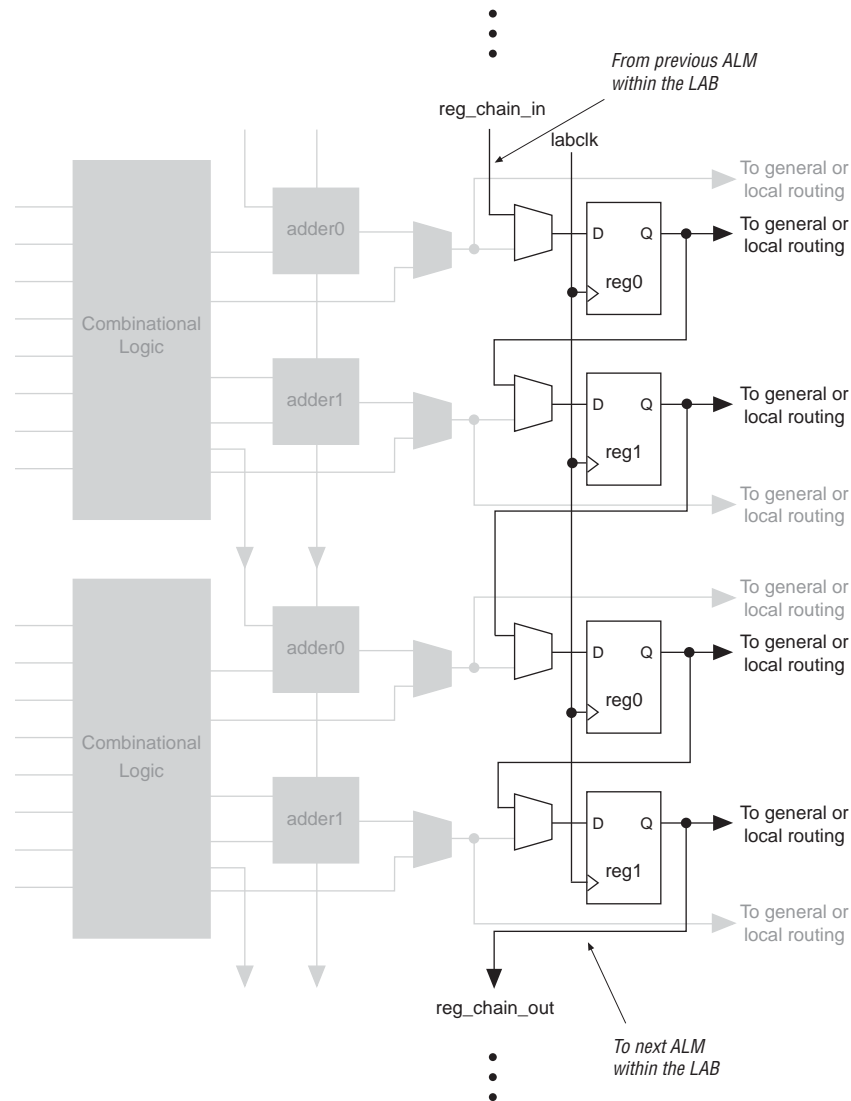 From previous ALM
within the LAB
reg_chain_in
labclk
To general or
local routing
adder0
D Q
To general or
local routing
reg0
Combinational
Logic
adder1
D Q
To general or
local routing
reg1
To general or
local routing
To general or
local routing
adder0
D Q
To general or
local routing
reg0
Combinational
Logic
adder1
D Q
To general or
local routing
reg1
To general or
local routing
reg_chain_out
To next ALM
within the LAB